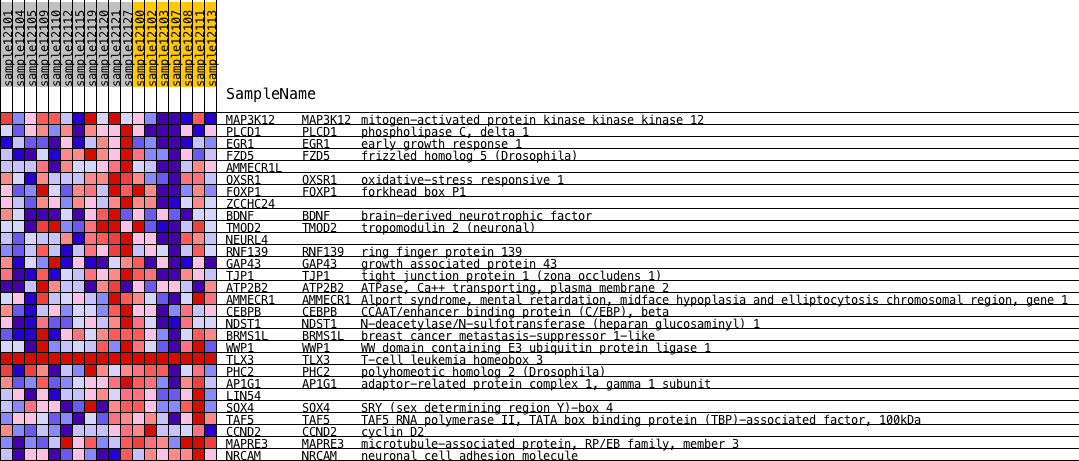 sample12101
sample12104
sample12105
sample12109
sample12110
sample12112
sample12115
sample12119
sample12120
sample12121
sample12127
sample12100
sample12102
sample12103
sample12107
sample12108
sample12111
sample12113
SampleName
MAP3K12 MAP3K12 mitogen-activated protein kinase kinase kinase 12
PLCD1 PLCD1 phospholipase C, delta 1
EGR1 EGR1 early growth response 1
FZD5 FZD5 frizzled homolog 5 (Drosophila)
AMMECR1L
OXSR1 OXSR1 oxidative-stress responsive 1
FOXP1 FOXP1 forkhead box P1
ZCCHC24
BDNF BDNF brain-derived neurotrophic factor
TMOD2 TMOD2 tropomodulin 2 (neuronal)
NEURL4
RNF139 RNF139 ring finger protein 139
GAP43 GAP43 growth associated protein 43
TJP1 TJP1 tight junction protein 1 (zona occludens 1)
ATP2B2 ATP2B2 ATPase, Ca++ transporting, plasma membrane 2
AMMECR1 AMMECR1 Alport syndrome, mental retardation, midface hypoplasia and elliptocytosis chromosomal region, gene 1
CEBPB CEBPB CCAAT/enhancer binding protein (C/EBP), beta
NDST1 NDST1 N-deacetylase/N-sulfotransferase (heparan glucosaminyl) 1
BRMS1L BRMS1L breast cancer metastasis-suppressor 1-like
WWP1 WWP1 WW domain containing E3 ubiquitin protein ligase 1
TLX3 TLX3 T-cell leukemia homeobox 3
PHC2 PHC2 polyhomeotic homolog 2 (Drosophila)
AP1G1 AP1G1 adaptor-related protein complex 1, gamma 1 subunit
LIN54
SOX4 SOX4 SRY (sex determining region Y)-box 4
TAF5 TAF5 TAF5 RNA polymerase II, TATA box binding protein (TBP)-associated factor, 100kDa
CCND2 CCND2 cyclin D2
MAPRE3 MAPRE3 microtubule-associated protein, RP/EB family, member 3
NRCAM NRCAM neuronal cell adhesion molecule